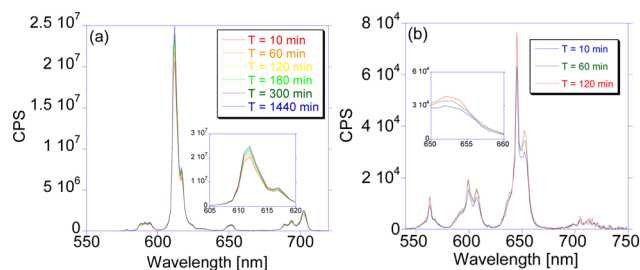 (a)
CPS
2.5 10⁷
2 10⁷
1.5 10⁷
1 10⁷
5 10⁶
0
550 600 650 700
Wavelength [nm]
T = 10 min
T = 60 min
T = 120 min
T = 180 min
T = 300 min
T = 1440 min
3 10⁷
2 10⁷
1 10⁷
0
605 610 615 620
(b)
CPS
8 10⁴
6 10⁴
4 10⁴
2 10⁴
0
550 600 650 700 750
Wavelength [nm]
T = 10 min
T = 60 min
T = 120 min
6 10⁴
3 10⁴
0
650 655 660